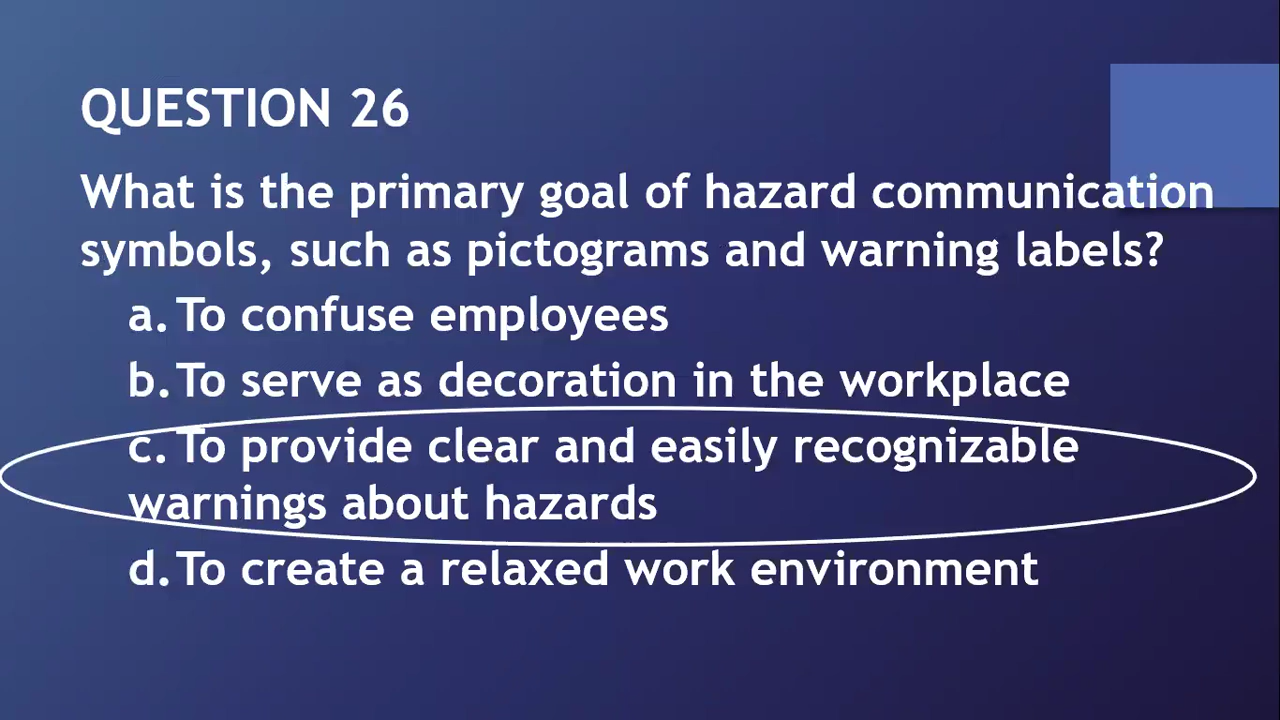 QUESTION 26
What is the primary goal of hazard communication
symbols, such as pictograms and warning labels?
a. To confuse employees
b. To serve as decoration in the workplace
c. To provide clear and easily recognizable
warnings about hazards
d. To create a relaxed work environment